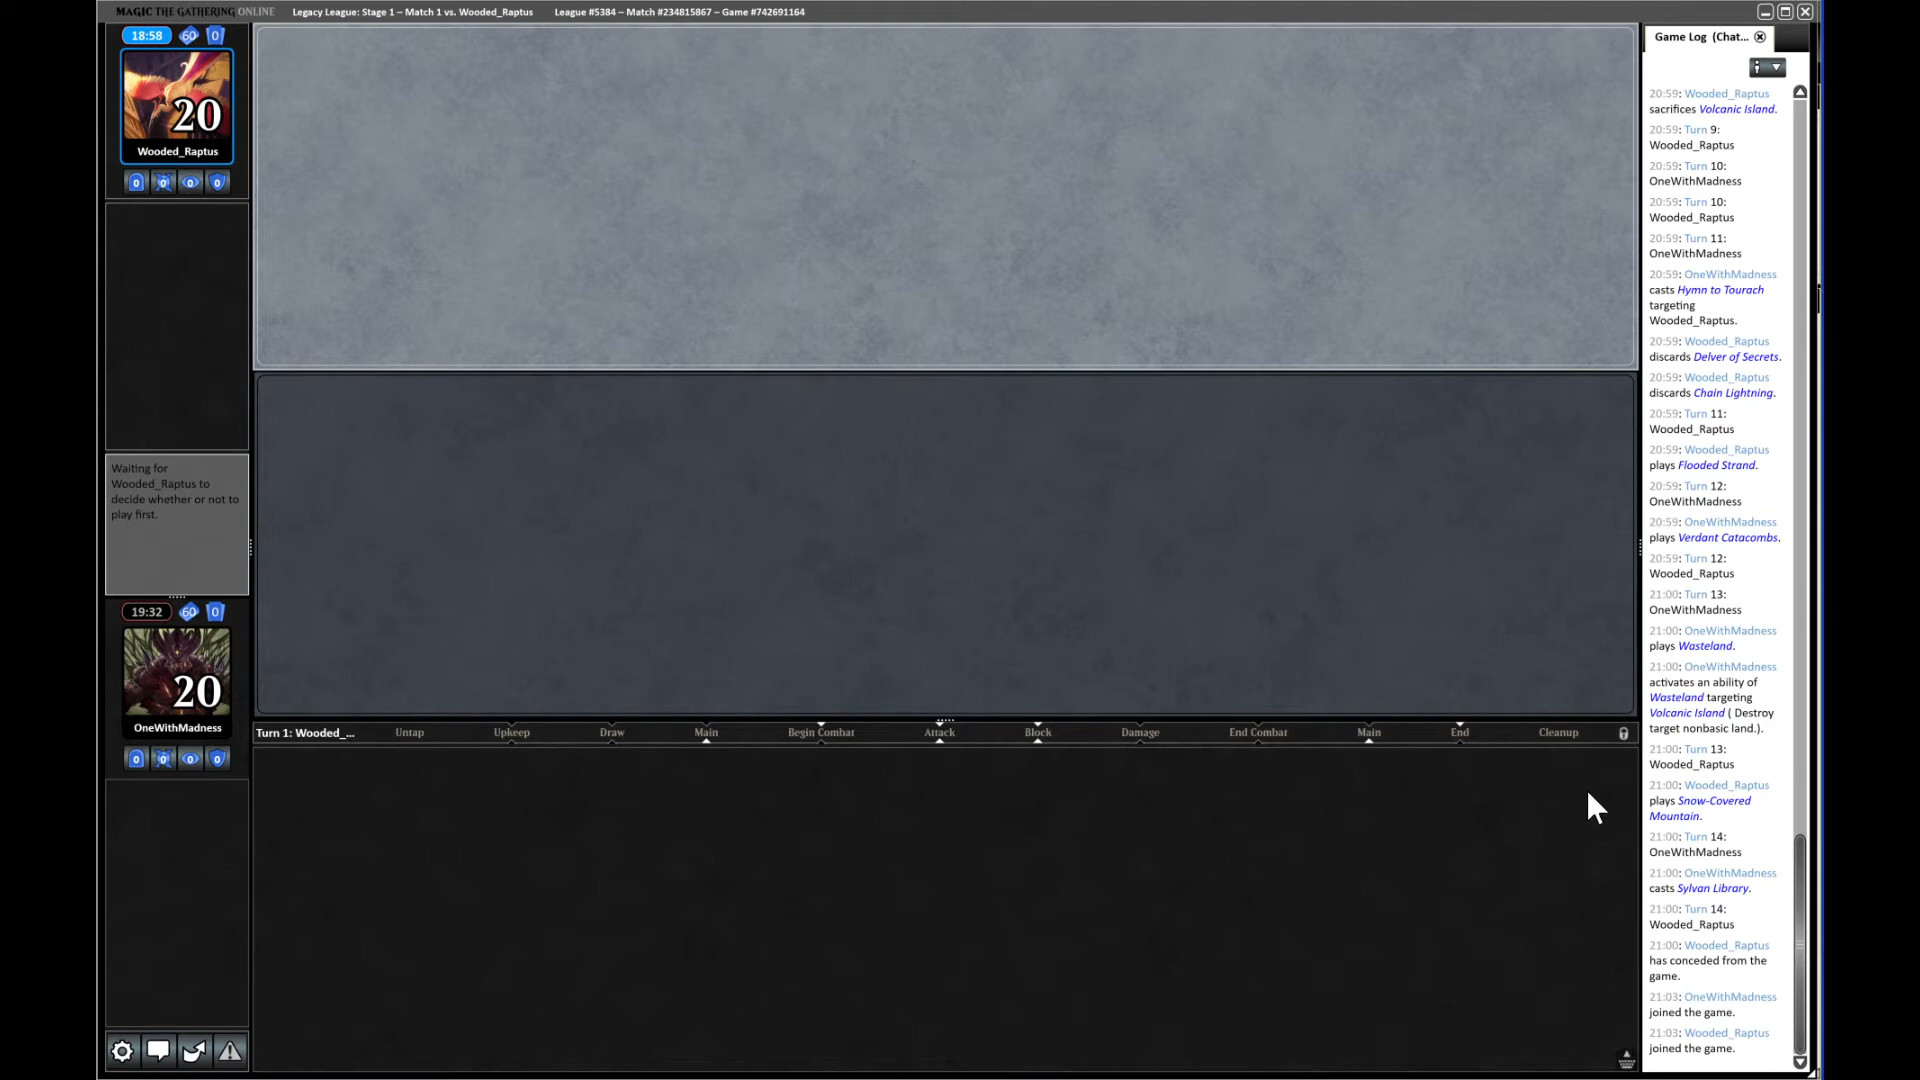 MAGIC THE GATHERING ONLINE
Legacy League: Stage 1 – Match 1 vs. Wooded_Raptus
League #5384 – Match #234815867 – Game #742691164
18:58
60
0
20
Wooded_Raptus
0
0
0
0
Waiting for
Wooded_Raptus to
decide whether or not to
play first.
19:32
60
0
20
OneWithMadness
0
0
0
0
Turn 1: Wooded_...
Untap
Upkeep
Draw
Main
Begin Combat
Attack
Block
Damage
End Combat
Main
End
Cleanup
Game Log (Chat...
20:59: Wooded_Raptus
sacrifices Volcanic Island.
20:59: Turn 9:
Wooded_Raptus
20:59: Turn 10:
OneWithMadness
20:59: Turn 10:
Wooded_Raptus
20:59: Turn 11:
OneWithMadness
20:59: OneWithMadness
casts Hymn to Tourach
targeting
Wooded_Raptus.
20:59: Wooded_Raptus
discards Delver of Secrets.
20:59: Wooded_Raptus
discards Chain Lightning.
20:59: Turn 11:
Wooded_Raptus
20:59: Wooded_Raptus
plays Flooded Strand.
20:59: Turn 12:
OneWithMadness
20:59: OneWithMadness
plays Verdant Catacombs.
20:59: Turn 12:
Wooded_Raptus
21:00: Turn 13:
OneWithMadness
21:00: OneWithMadness
plays Wasteland.
21:00: OneWithMadness
activates an ability of
Wasteland targeting
Volcanic Island ( Destroy
target nonbasic land.).
21:00: Turn 13:
Wooded_Raptus
21:00: Wooded_Raptus
plays Snow-Covered
Mountain.
21:00: Turn 14:
OneWithMadness
21:00: OneWithMadness
casts Sylvan Library.
21:00: Turn 14:
Wooded_Raptus
21:00: Wooded_Raptus
has conceded from the
game.
21:03: OneWithMadness
joined the game.
21:03: Wooded_Raptus
joined the game.